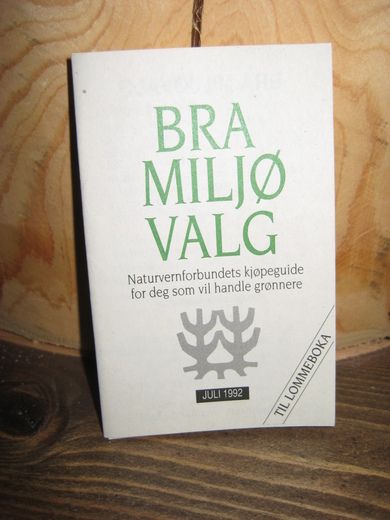 BRA
MILJØ
VALG
Naturvernforbundets kjøpeguide
for deg som vil handle grønnere
JULI 1992
TIL LOMMEBOKA